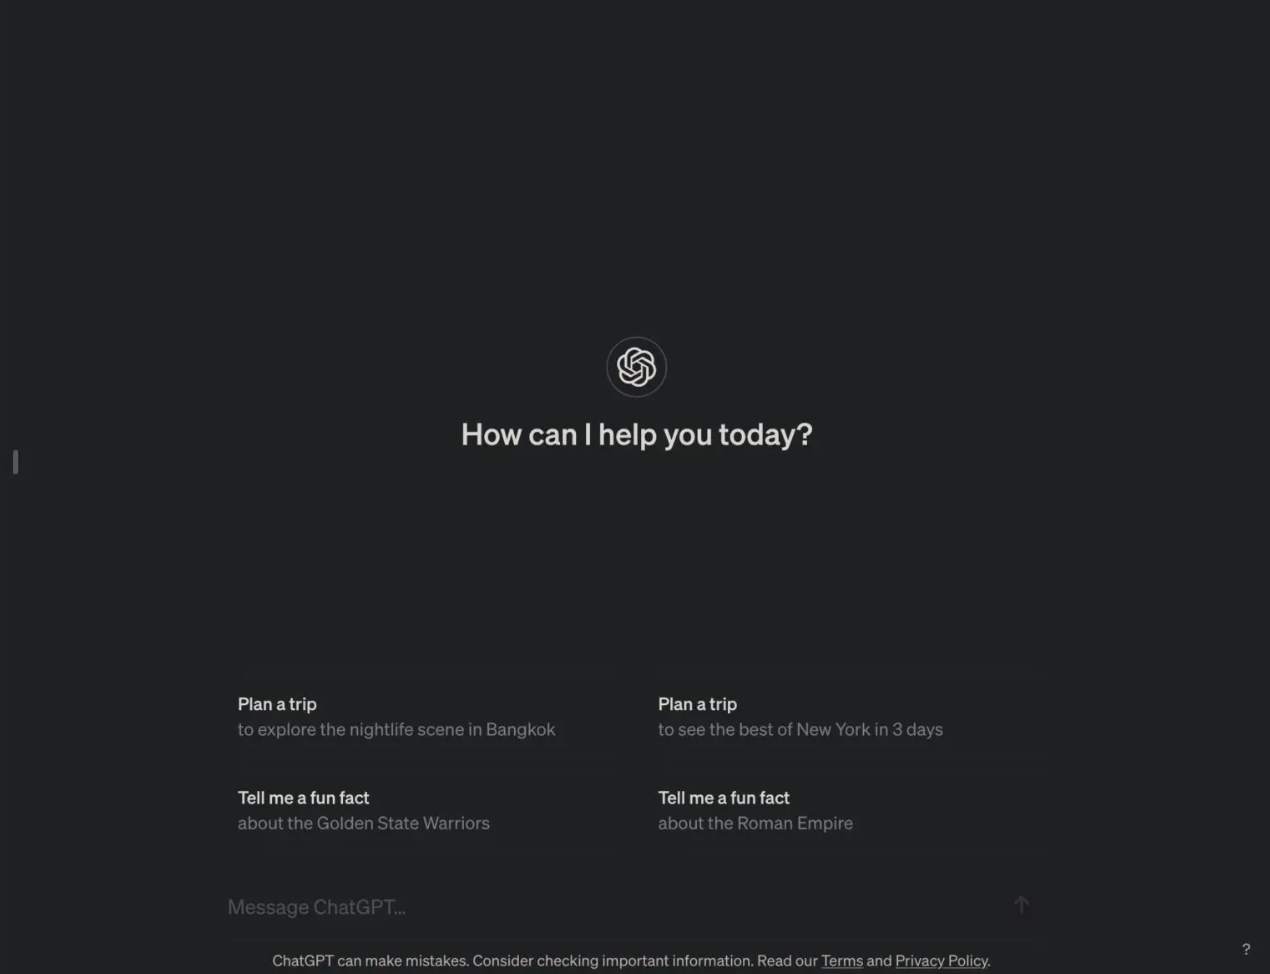 How can I help you today?
Plan a trip
to explore the nightlife scene in Bangkok
Plan a trip
to see the best of New York in 3 days
Tell me a fun fact
about the Golden State Warriors
Tell me a fun fact
about the Roman Empire
Message ChatGPT...
ChatGPT can make mistakes. Consider checking important information. Read our Terms and Privacy Policy.
?